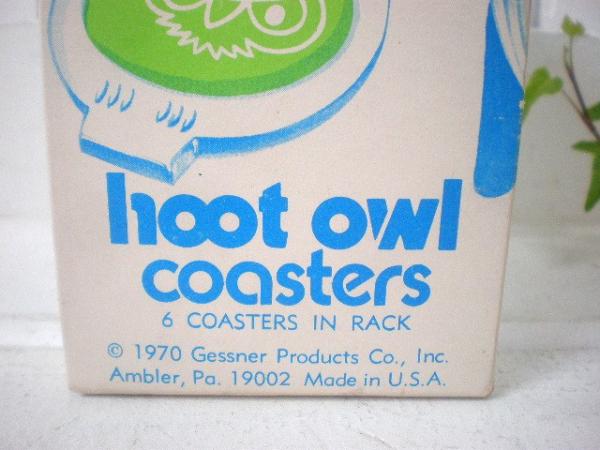 hoot owl
coasters
6 COASTERS IN RACK
© 1970 Gessner Products Co., Inc.
Ambler, Pa. 19002 Made in U.S.A.